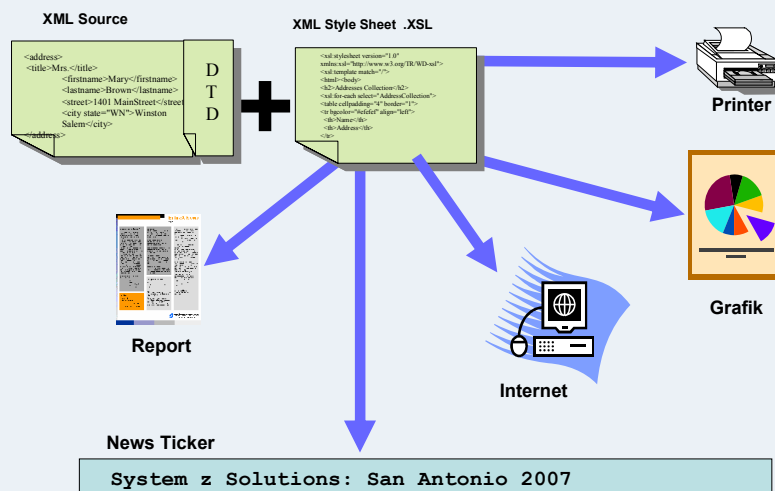 XML Source
XML Style Sheet .XSL
<address>
<title>Mrs.</title>
<firstname>Mary</firstname>
<lastname>Brown</lastname>
<street>1401 MainStreet</street
<city state="WN">Winston
Salem</city>
</address>
D
T
D
<xsl:stylesheet version="1.0"
xmlns:xsl="http://www.w3.org/TR/WD-xsl">
<xsl:template match="/">
<html><body>
<h2>Addresses Collection</h2>
<xsl:for-each select="AddressCollection">
<table cellpadding="4" border="1">
<tr bgcolor="#efefef" align="left">
<th>Name</th>
<th>Address</th>
</tr>
Printer
Grafik
Report
Internet
News Ticker
System z Solutions: San Antonio 2007